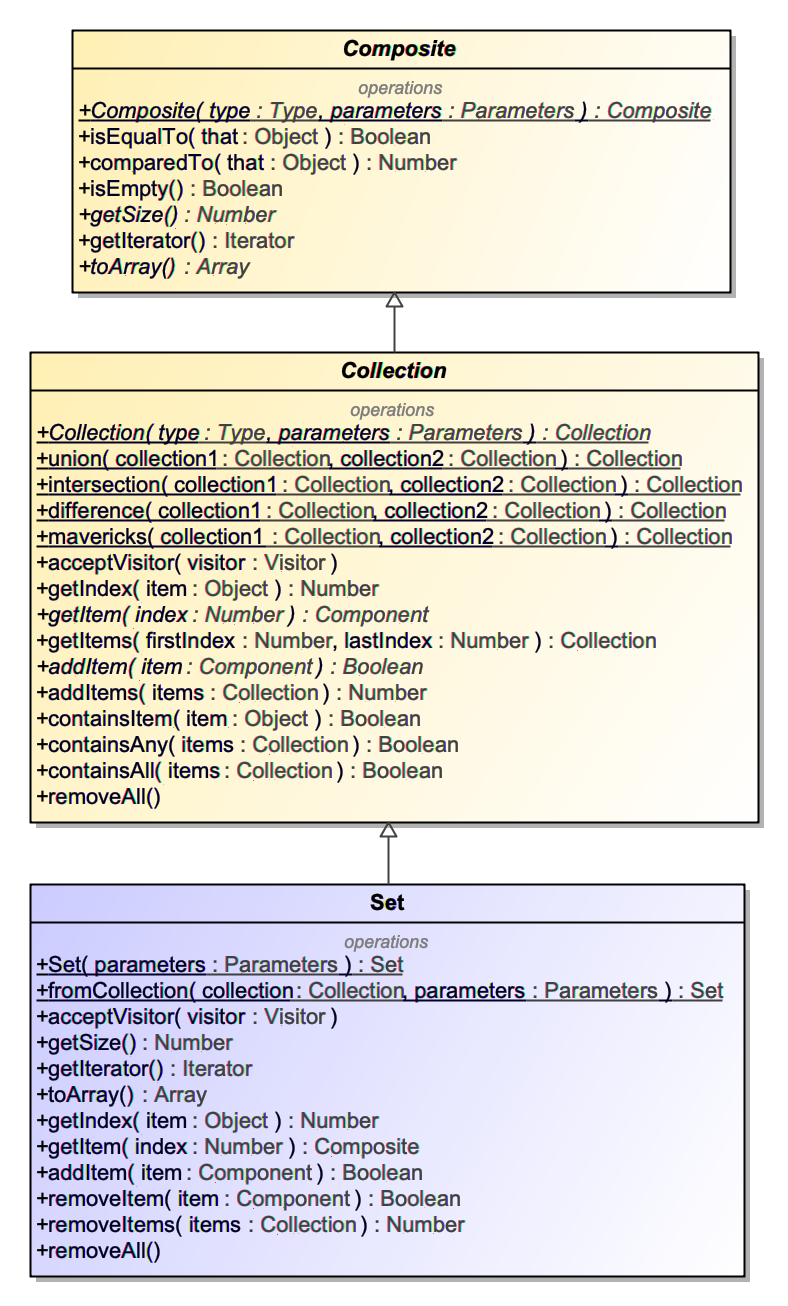 Composite
operations
+Composite( type : Type, parameters : Parameters ) : Composite
+isEqualTo( that : Object ) : Boolean
+comparedTo( that : Object ) : Number
+isEmpty() : Boolean
+getSize() : Number
+getIterator() : Iterator
+toArray() : Array
Collection
operations
+Collection( type : Type, parameters : Parameters ) : Collection
+union( collection1 : Collection, collection2 : Collection ) : Collection
+intersection( collection1 : Collection, collection2 : Collection ) : Collection
+difference( collection1 : Collection, collection2 : Collection ) : Collection
+mavericks( collection1 : Collection, collection2 : Collection ) : Collection
+acceptVisitor( visitor : Visitor )
+getIndex( item : Object ) : Number
+getItem( index : Number ) : Component
+getItems( firstIndex : Number, lastIndex : Number ) : Collection
+addItem( item : Component ) : Boolean
+addItems( items : Collection ) : Number
+containsItem( item : Object ) : Boolean
+containsAny( items : Collection ) : Boolean
+containsAll( items : Collection ) : Boolean
+removeAll()
Set
operations
+Set( parameters : Parameters ) : Set
+fromCollection( collection : Collection, parameters : Parameters ) : Set
+acceptVisitor( visitor : Visitor )
+getSize() : Number
+getIterator() : Iterator
+toArray() : Array
+getIndex( item : Object ) : Number
+getItem( index : Number ) : Composite
+addItem( item : Component ) : Boolean
+removeItem( item : Component ) : Boolean
+removeItems( items : Collection ) : Number
+removeAll()